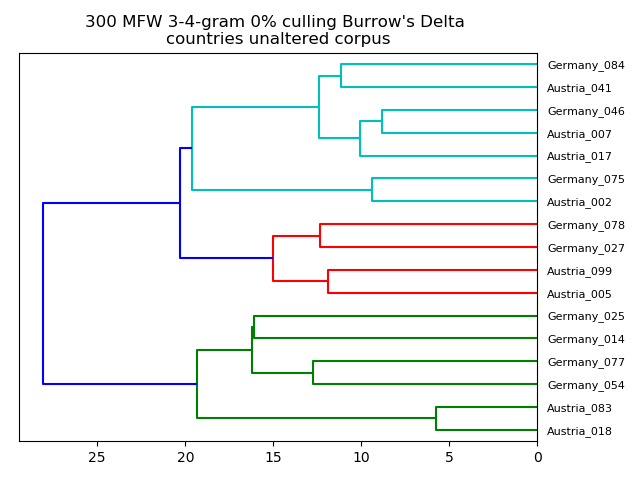 300 MFW 3-4-gram 0% culling Burrow's Delta
countries unaltered corpus
Germany_084
Austria_041
Germany_046
Austria_007
Austria_017
Germany_075
Austria_002
Germany_078
Germany_027
Austria_099
Austria_005
Germany_025
Germany_014
Germany_077
Germany_054
Austria_083
Austria_018
25 20 15 10 5 0